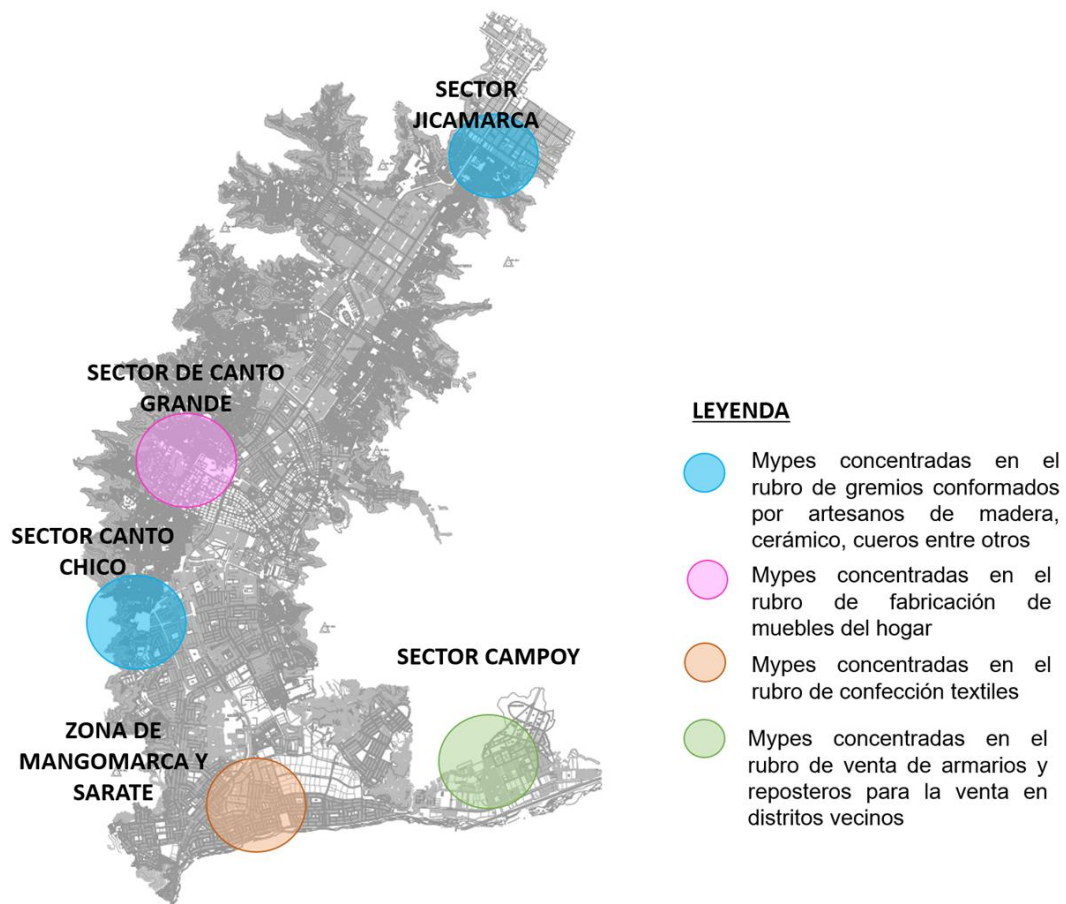 SECTOR
JICAMARCA
SECTOR DE CANTO
GRANDE
SECTOR CANTO
CHICO
SECTOR CAMPOY
ZONA DE
MANGOMARCA Y
SARATE
LEYENDA
Mypes concentradas en el
rubro de gremios conformados
por artesanos de madera,
cerámico, cueros entre otros
Mypes concentradas en el
rubro de fabricación de
muebles del hogar
Mypes concentradas en el
rubro de confección textiles
Mypes concentradas en el
rubro de venta de armarios y
reposteros para la venta en
distritos vecinos